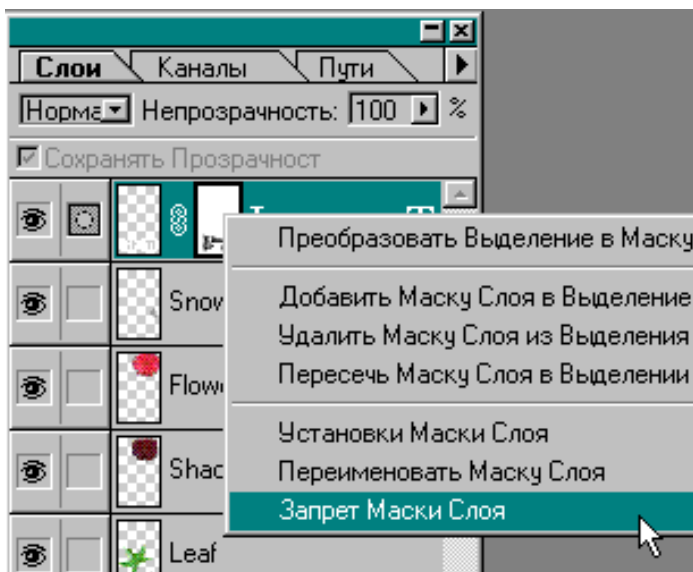 Слои Каналы Пути
Норма Непрозрачность: 100 %
Сохранять Прозрачност
Преобразовать Выделение в Маску
Snow
Добавить Маску Слоя в Выделение
Удалить Маску Слоя из Выделения
Flowe
Пересечь Маску Слоя в Выделении
Установки Маски Слоя
Shad
Переименовать Маску Слоя
Запрет Маски Слоя
Leaf